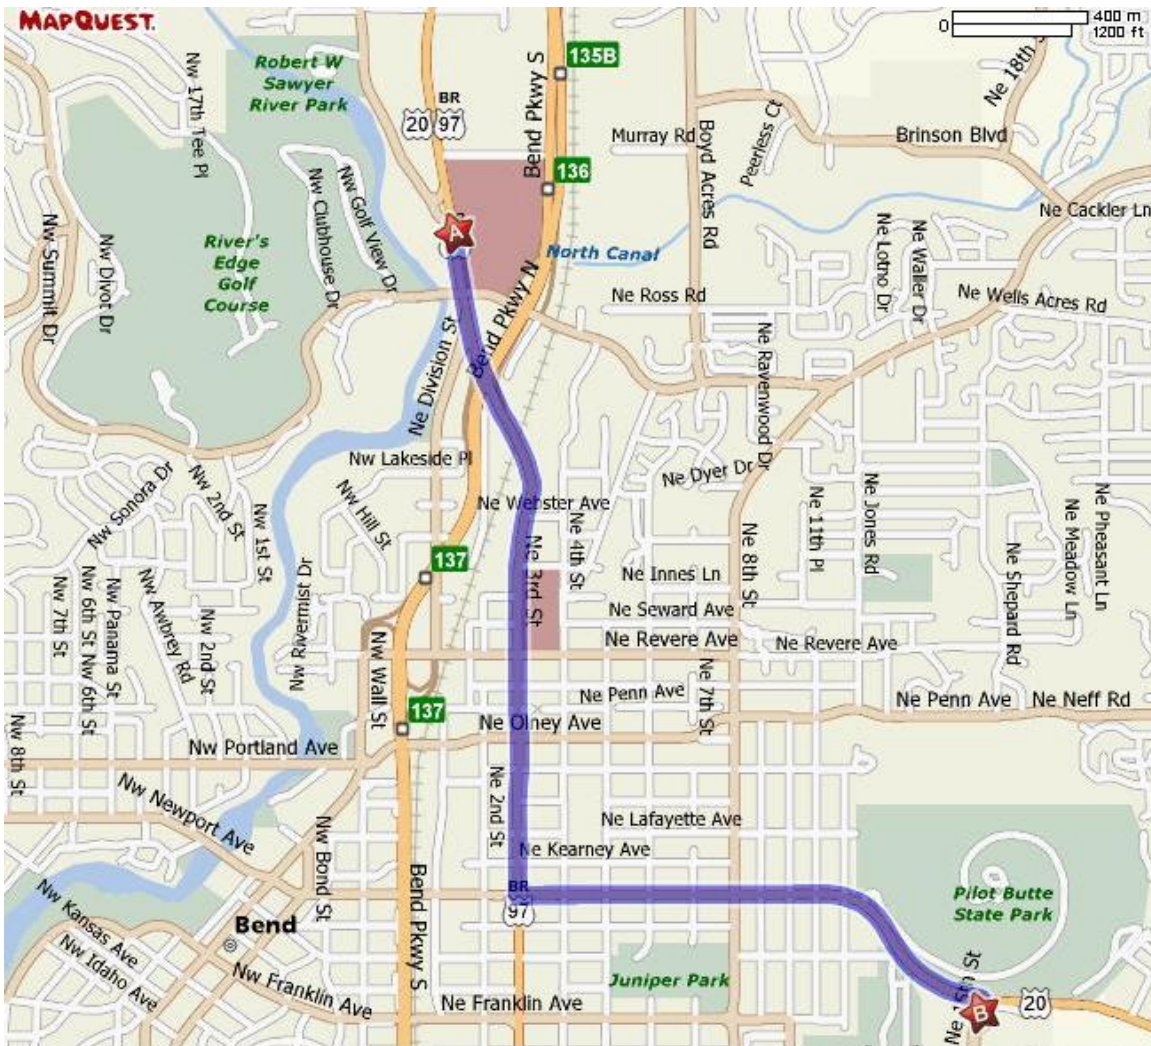 MAPQUEST.
0
400 m
1200 ft
135B
Bend Pkwy S
Ne 18th S
Robert W
Sawyer
River Park
Nw 17th Tee Pl
BR
20
97
Murray Rd
Boyd Acres Rd
Peerless Ct
Brinson Blvd
136
Nw Clubhouse Dr
Nw Golf View Dr
Ne Cackler Ln
A
River's
Edge
Golf
Course
North Canal
Ne Lotno Dr
Ne Waller Dr
Nw Summit Dr
Nw Divot Dr
Bend Pkwy N
Ne Ross Rd
Ne Wells Acres Rd
Ne Division St
Ne Ravenwood Dr
Nw Lakeside Pl
Ne Dyer Dr
Nw Sonora Dr
Nw 2nd St
Nw 1st St
Nw Hill St
Ne Webster Ave
Ne 4th St
Ne 11th Pl
Ne Jones Rd
Ne Meadow Ln
Ne Pheasant Ln
137
Ne 3rd St
Ne Innes Ln
Ne 8th St
Ne Shepard Rd
Nw 7th St
Nw 6th St
Nw 6th St
Nw Panama St
Nw Awbrey Rd
Nw 2nd St
Nw Rivermist Dr
Ne Seward Ave
Ne Revere Ave
Ne Revere Ave
Nw Wall St
Ne Penn Ave
Ne 7th St
Ne Penn Ave
Ne Neff Rd
137
Ne Olney Ave
Nw 8th St
Nw Portland Ave
Nw Newport Ave
Nw Bond St
Ne 2nd St
Ne Lafayette Ave
Ne Kearney Ave
Bend Pkwy S
BR
97
Pilot Butte
State Park
Bend
Nw Kansas Ave
Nw Idaho Ave
Nw Franklin Ave
Ne Franklin Ave
Juniper Park
Ne 15th St
20
B